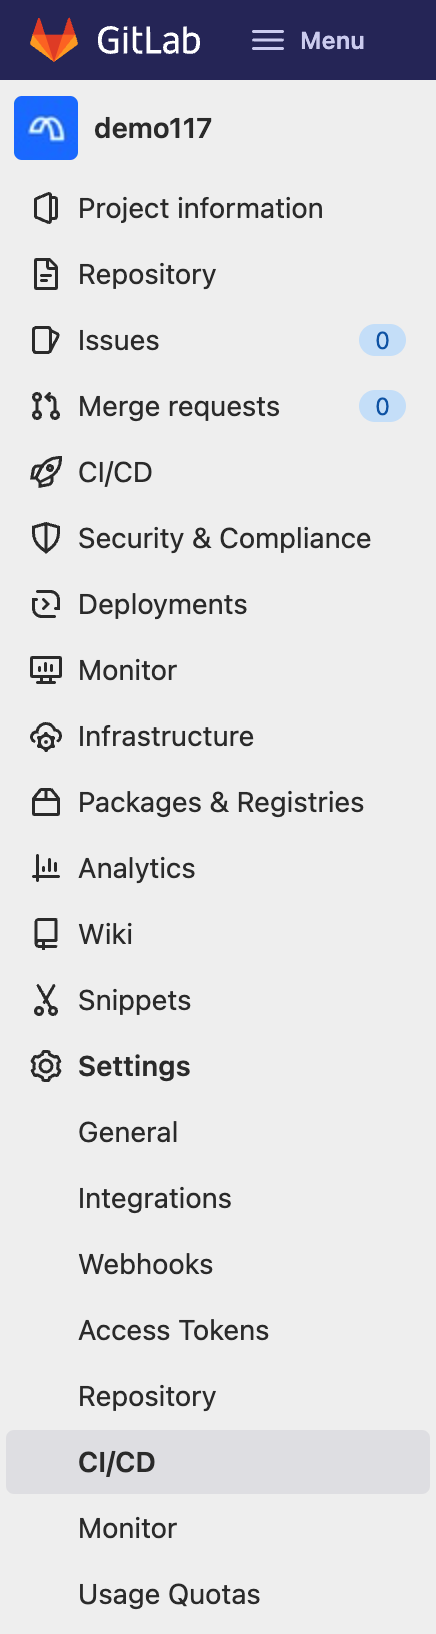 GitLab Menu
demo117
Project information
Repository
Issues 0
Merge requests 0
CI/CD
Security & Compliance
Deployments
Monitor
Infrastructure
Packages & Registries
Analytics
Wiki
Snippets
Settings
General
Integrations
Webhooks
Access Tokens
Repository
CI/CD
Monitor
Usage Quotas